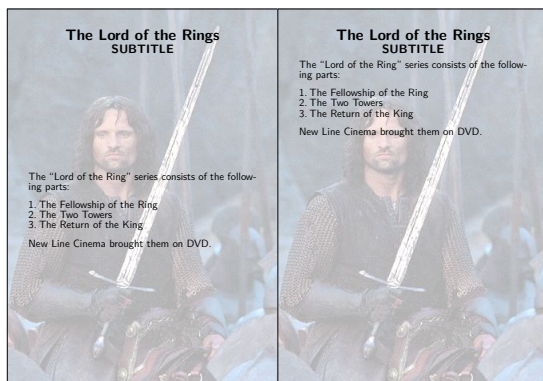 The Lord of the Rings
SUBTITLE
The “Lord of the Ring” series consists of the follow-
ing parts:
1. The Fellowship of the Ring
2. The Two Towers
3. The Return of the King
New Line Cinema brought them on DVD.
The Lord of the Rings
SUBTITLE
The “Lord of the Ring” series consists of the follow-
ing parts:
1. The Fellowship of the Ring
2. The Two Towers
3. The Return of the King
New Line Cinema brought them on DVD.